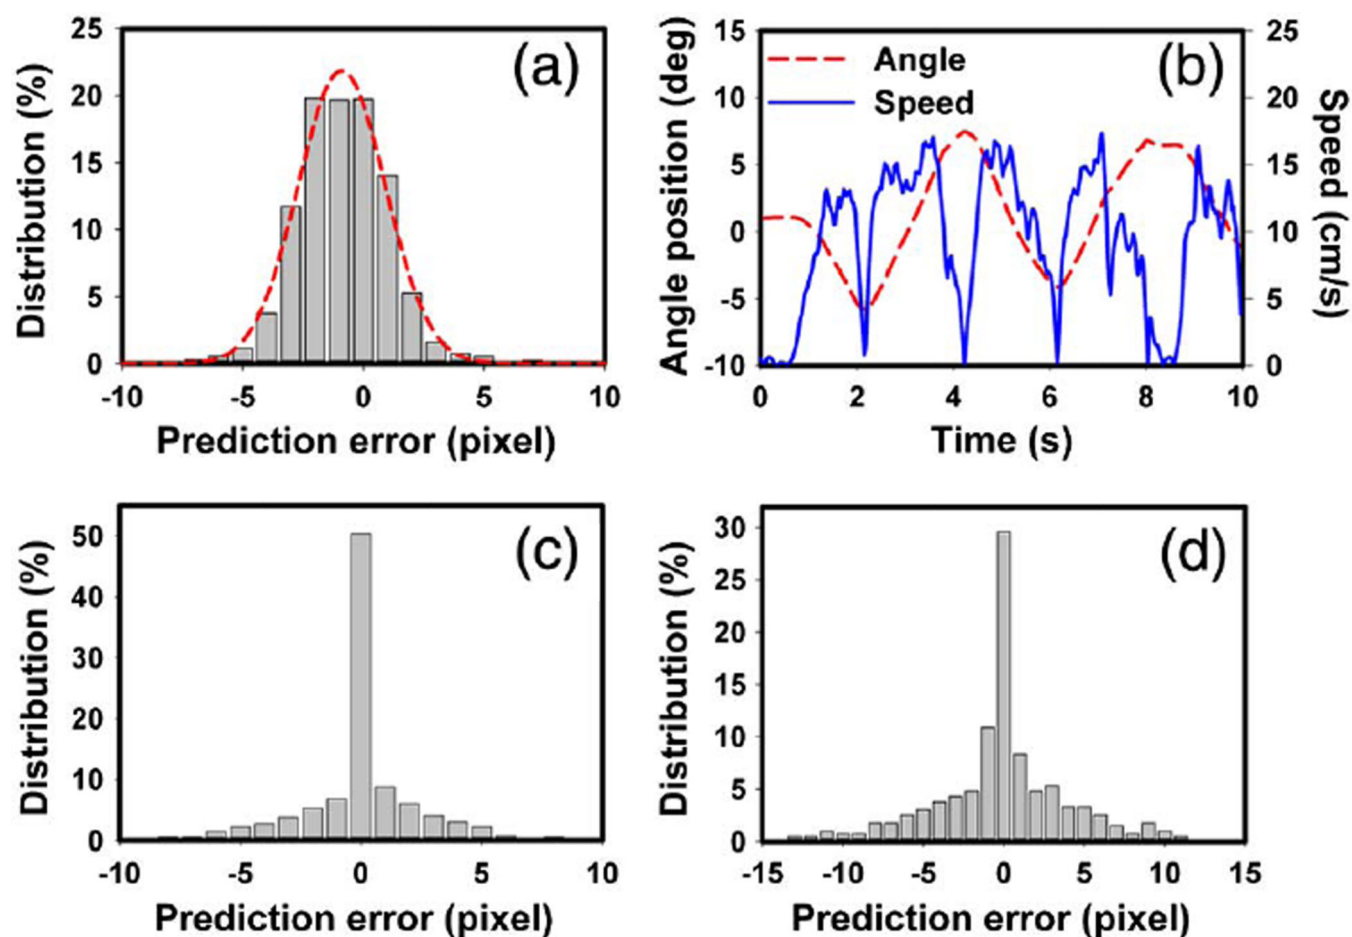 (a)
25
20
15
10
5
0
Distribution (%)
-10 -5 0 5 10
Prediction error (pixel)
(b)
Angle
Speed
15
10
5
0
-5
-10
Angle position (deg)
25
20
15
10
5
0
Speed (cm/s)
0 2 4 6 8 10
Time (s)
(c)
50
40
30
20
10
0
Distribution (%)
-10 -5 0 5 10
Prediction error (pixel)
(d)
30
25
20
15
10
5
0
Distribution (%)
-15 -10 -5 0 5 10 15
Prediction error (pixel)